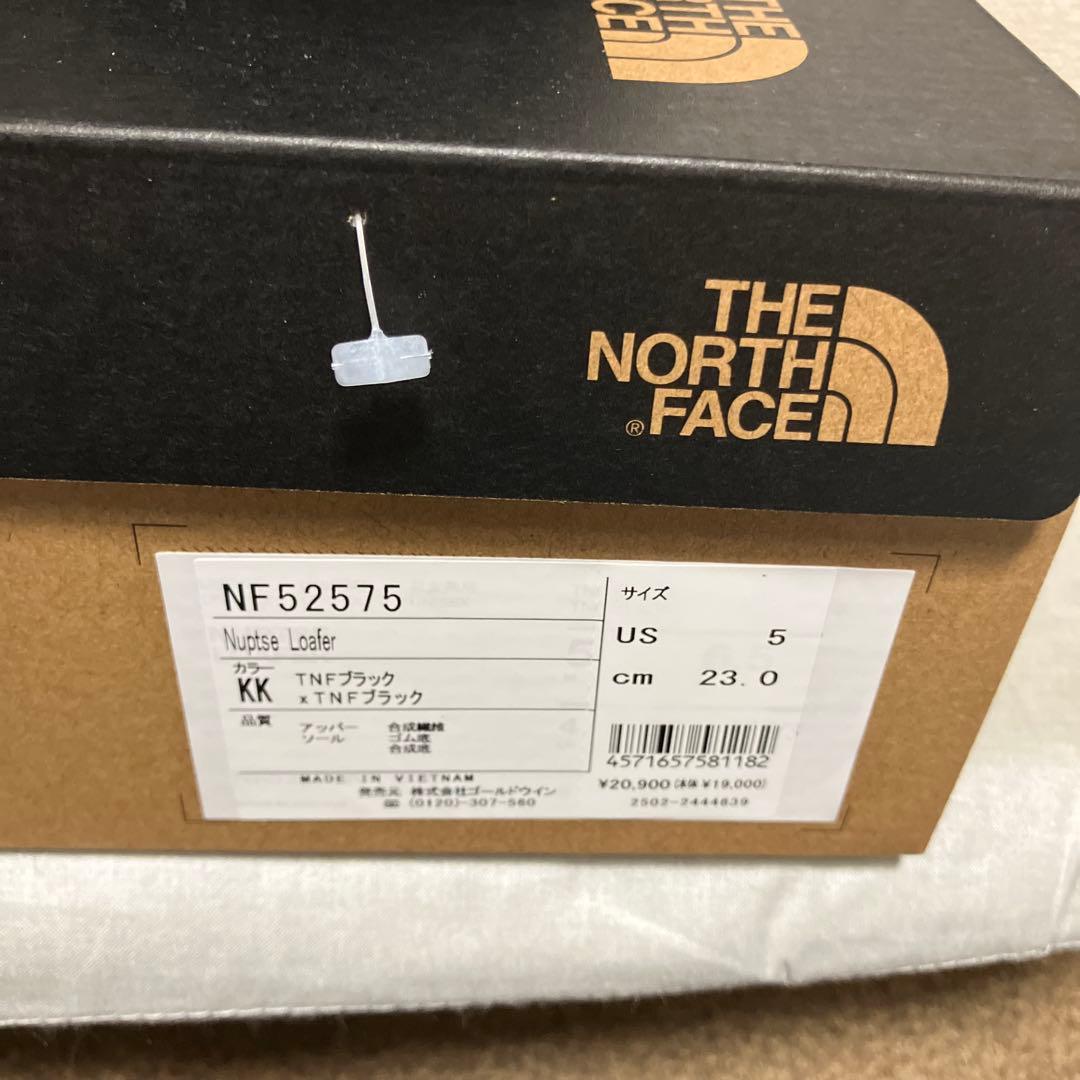 THE
NORTH
FACE
THE
NORTH
FACE
®
NF52575
Nuptse Loafer
カラー
KK TNFブラック
xTNFブラック
品質
アッパー 合成繊維
ソール ゴム底
合成底
MADE IN VIETNAM
発売元 株式会社ゴールドウイン
(0120)-307-560
サイズ
US 5
cm 23.0
4571657581182
¥20,900(本体¥19,000)
2502-2444839